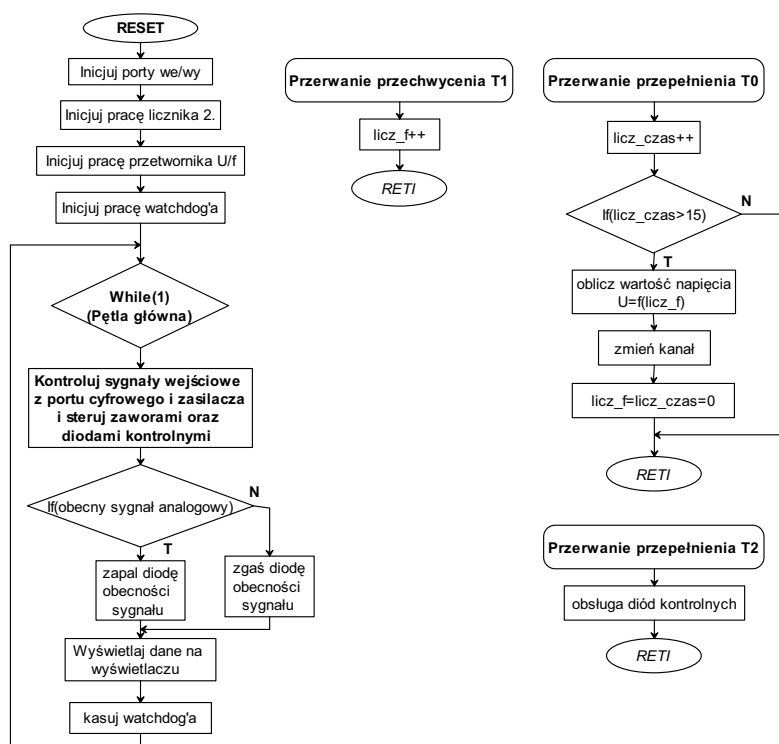 RESET
Inicjuj porty we/wy
Inicjuj pracę licznika 2.
Inicjuj pracę przetwornika U/f
Inicjuj pracę watchdog'a
While(1)
(Pętla główna)
Kontroluj sygnały wejściowe
z portu cyfrowego i zasilacza
i steruj zaworami oraz
diodami kontrolnymi
If(obecny sygnał analogowy)
N
T
zapal diodę
obecności
sygnału
zgaś diodę
obecności
sygnału
Wyświetlaj dane na
wyświetlaczu
kasuj watchdog'a
Przerwanie przechwycenia T1
licz_f++
RETI
Przerwanie przepełnienia T0
licz_czas++
If(licz_czas>15)
N
T
oblicz wartość napięcia
U=f(licz_f)
zmień kanał
licz_f=licz_czas=0
RETI
Przerwanie przepełnienia T2
obsługa diód kontrolnych
RETI